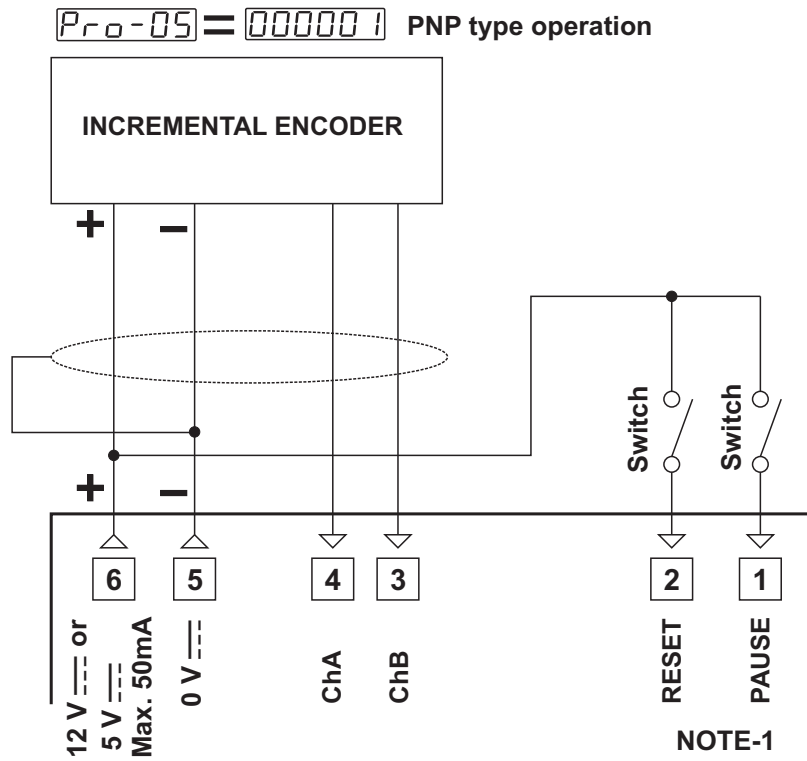 Pro-05 = 000001 PNP type operation
INCREMENTAL ENCODER
+ –
Switch
Switch
+ –
6 5 4 3 2 1
12 V or
5 V
Max. 50mA
0 V
ChA
ChB
RESET
PAUSE
NOTE-1